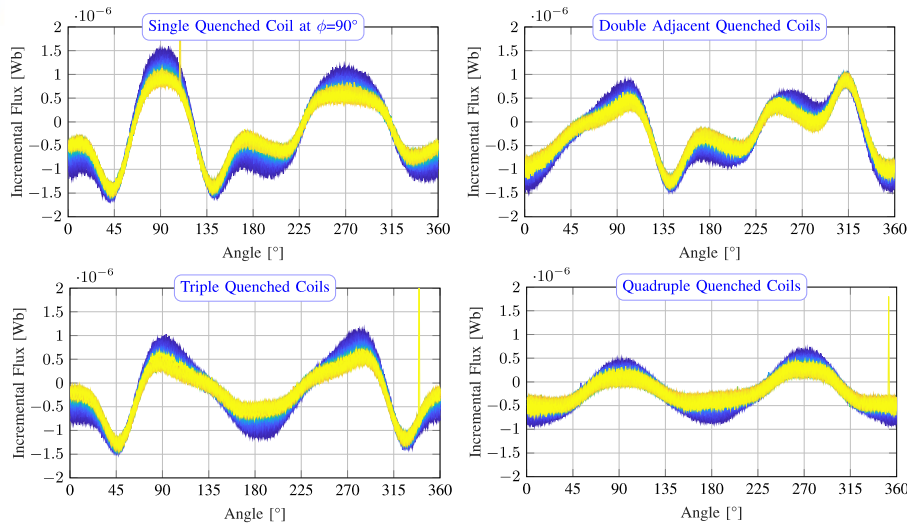 ·10⁻⁶
Single Quenched Coil at ϕ=90°
2
1.5
1
0.5
0
−0.5
−1
−1.5
−2
Incremental Flux [Wb]
0 45 90 135 180 225 270 315 360
Angle [°]
·10⁻⁶
Double Adjacent Quenched Coils
2
1.5
1
0.5
0
−0.5
−1
−1.5
−2
Incremental Flux [Wb]
0 45 90 135 180 225 270 315 360
Angle [°]
·10⁻⁶
Triple Quenched Coils
2
1.5
1
0.5
0
−0.5
−1
−1.5
−2
Incremental Flux [Wb]
0 45 90 135 180 225 270 315 360
Angle [°]
·10⁻⁶
Quadruple Quenched Coils
2
1.5
1
0.5
0
−0.5
−1
−1.5
−2
Incremental Flux [Wb]
0 45 90 135 180 225 270 315 360
Angle [°]